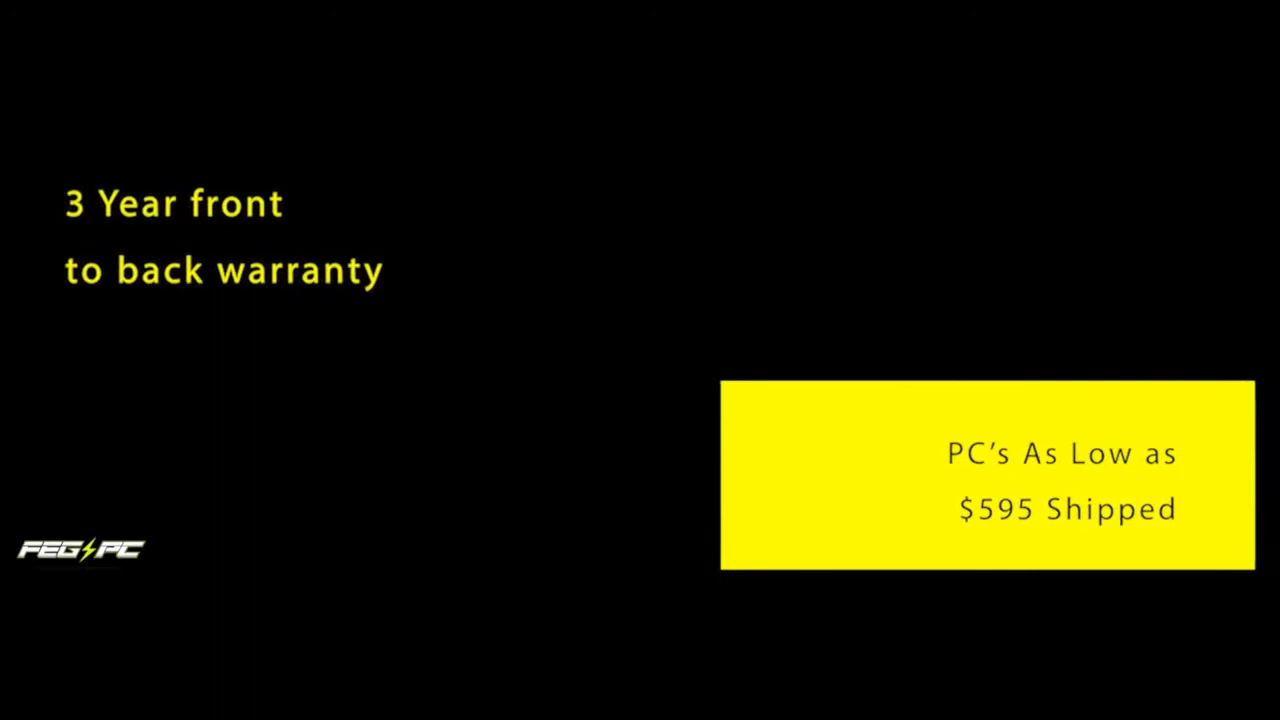 3 Year front
to back warranty
PC’s As Low as
$595 Shipped
FEG PC